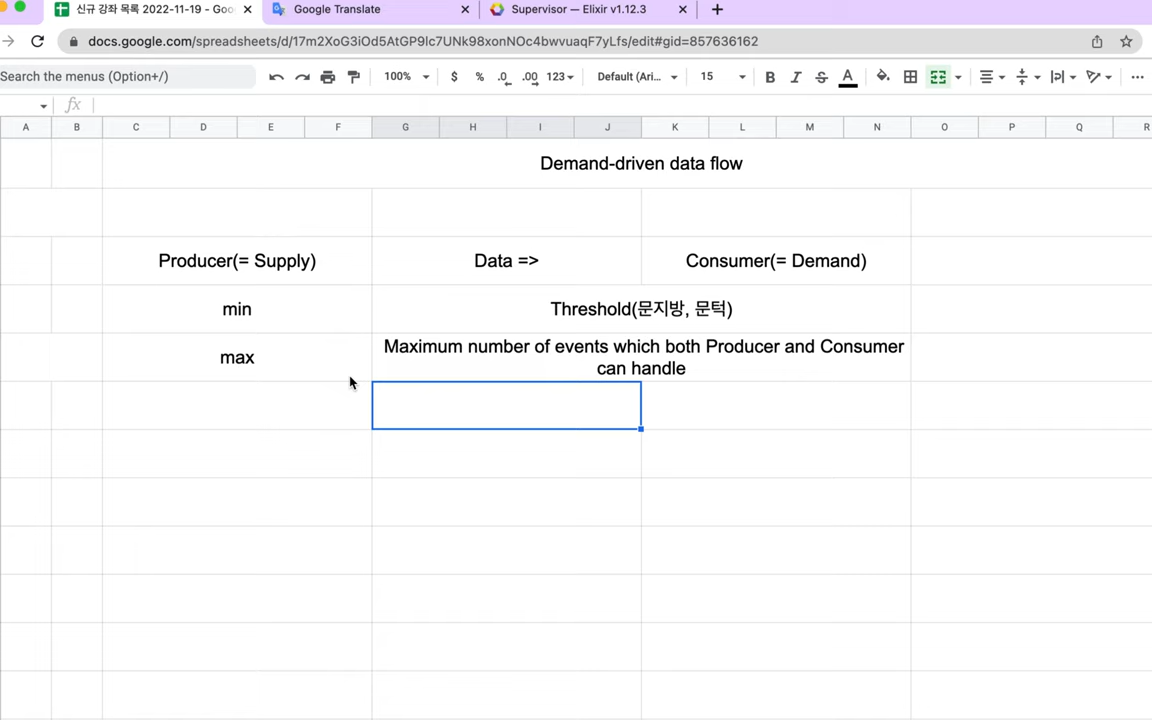 신규 강좌 목록 2022-11-19 - Goo
Google Translate
Supervisor — Elixir v1.12.3
docs.google.com/spreadsheets/d/17m2XoG3iOd5AtGP9lc7UNk98xonNOc4bwvuaqF7yLfs/edit#gid=857636162
Search the menus (Option+/)
100% $ % .0 .00 123 Default (Ari... 15 B I S A
fx
A B C D E F G H I J K L M N O P Q R
Demand-driven data flow
Producer(= Supply) Data => Consumer(= Demand)
min Threshold(문지방, 문턱)
max Maximum number of events which both Producer and Consumer
can handle